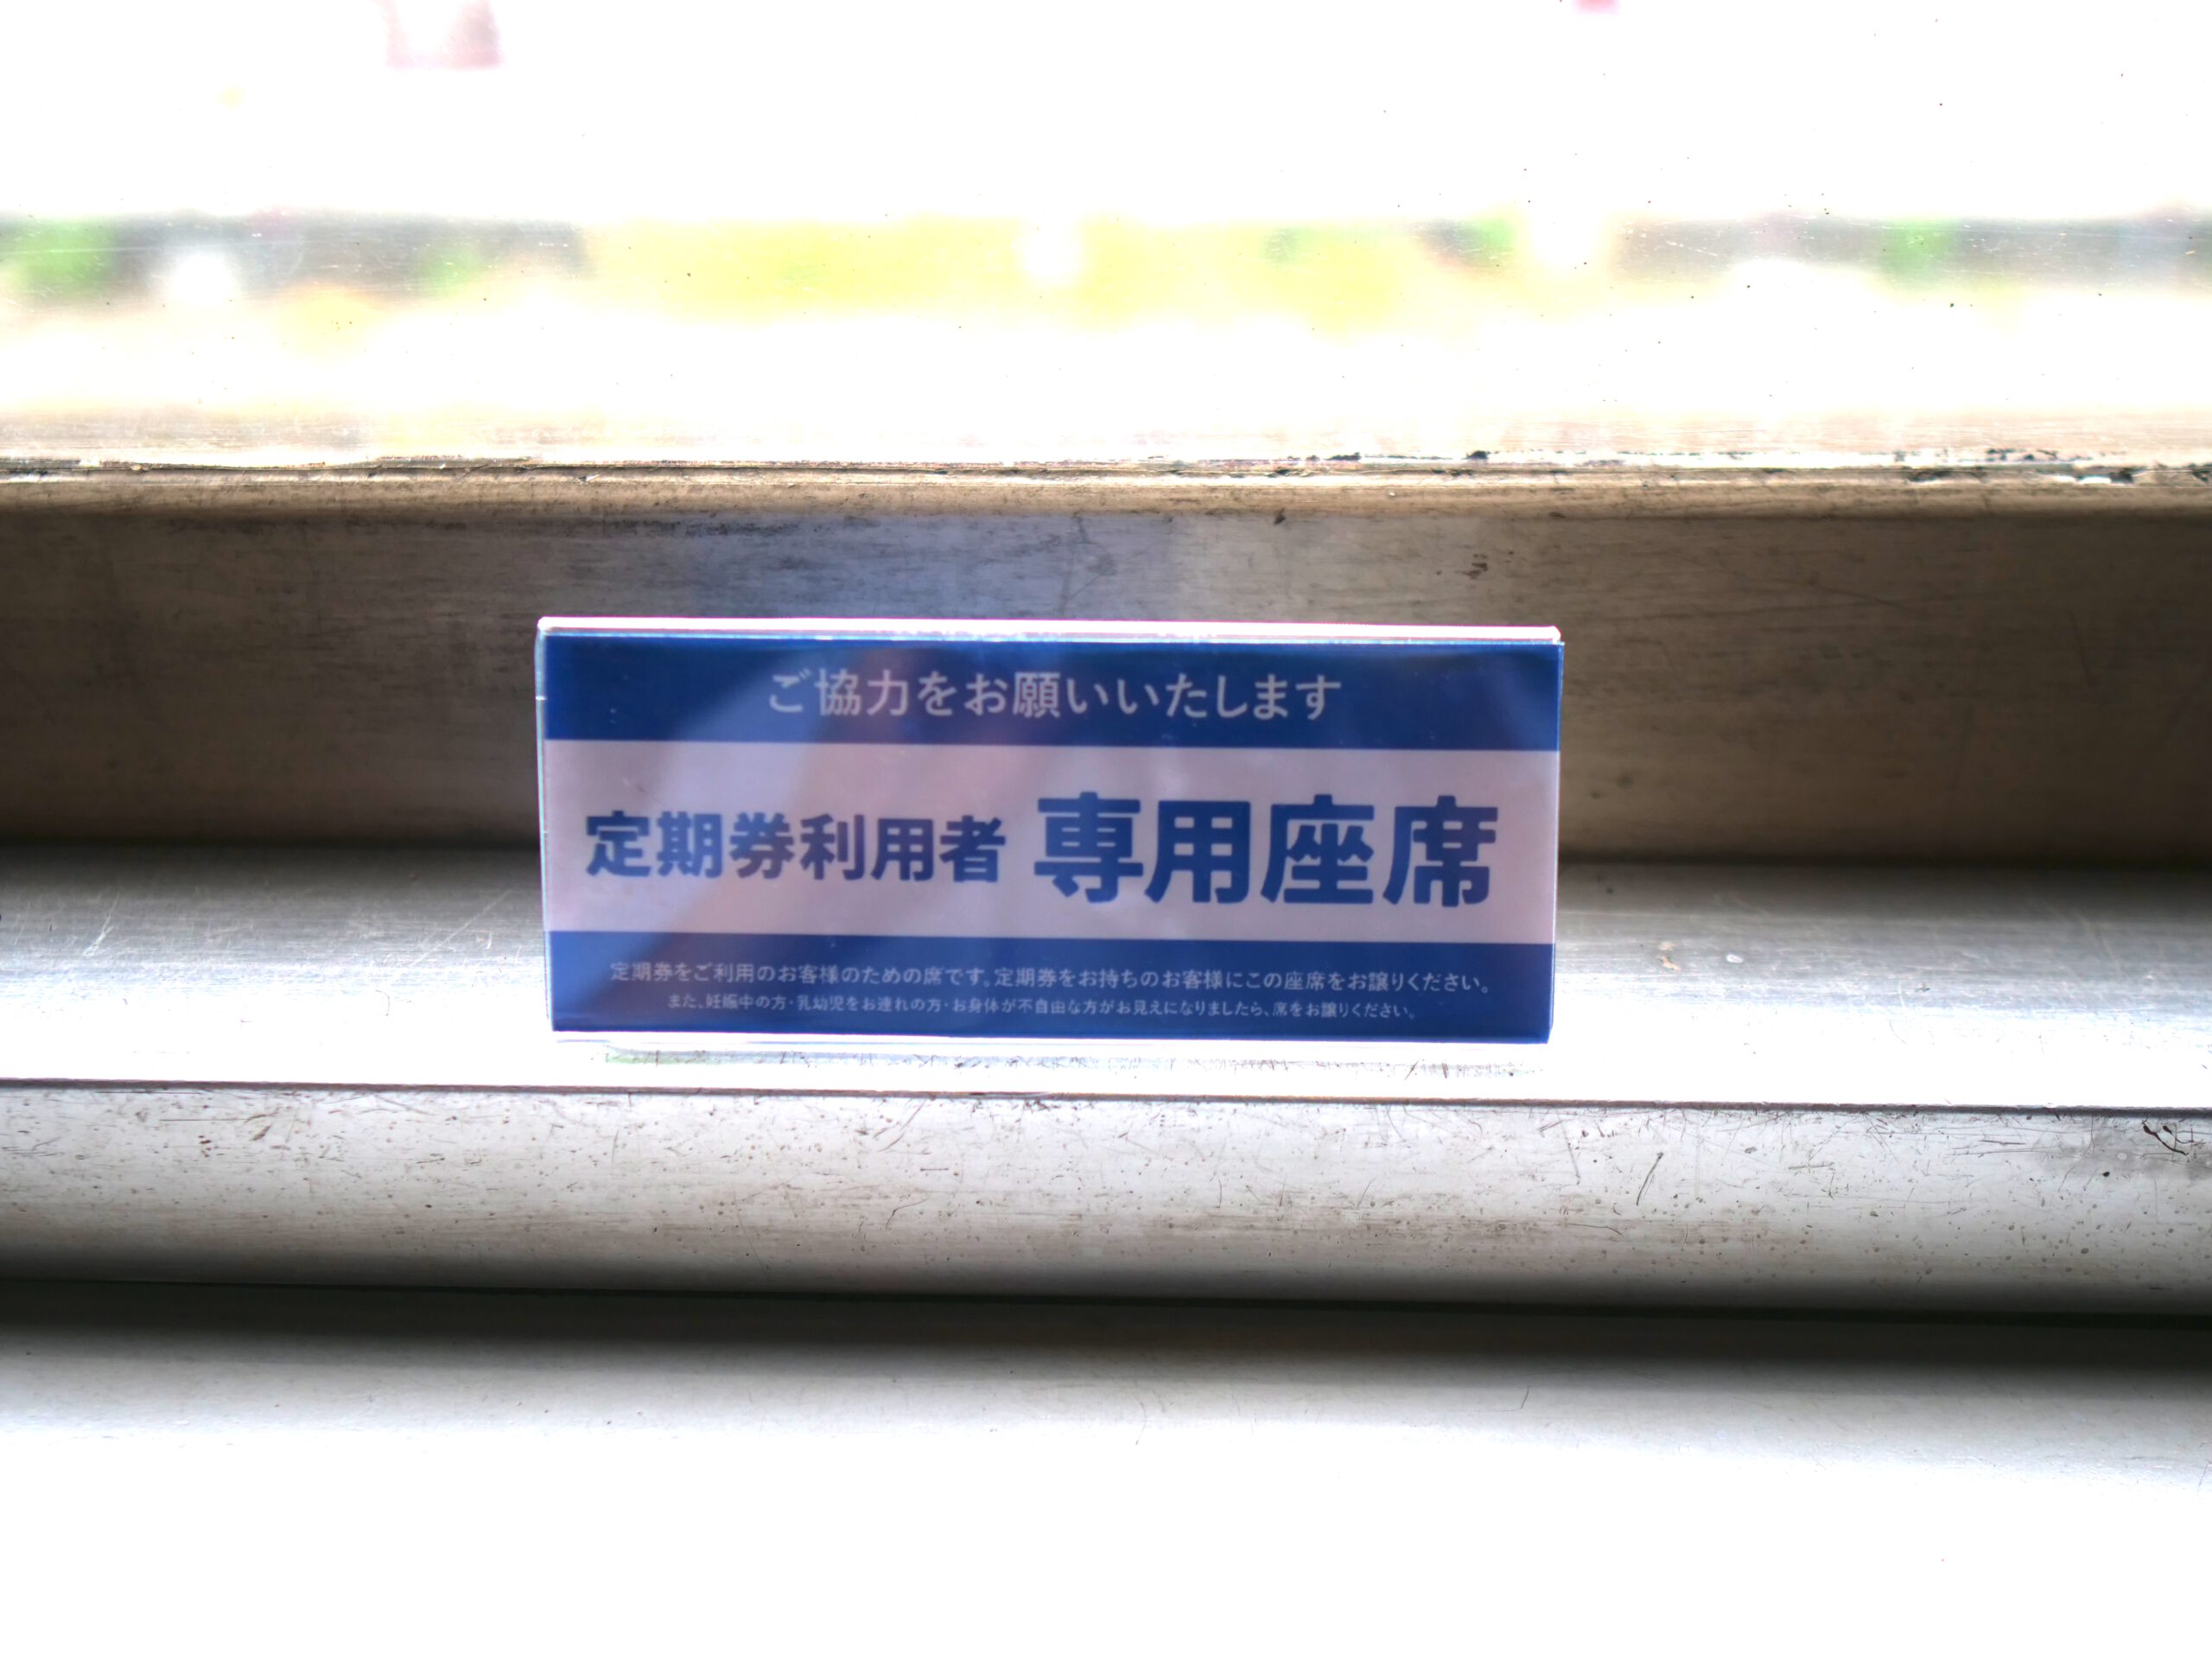 ご協力をお願いいたします
定期券利用者 専用座席
定期券をご利用のお客様のための席です。定期券をお持ちのお客様にこの座席をお譲りください。
また、妊娠中の方・乳幼児をお連れの方・お身体が不自由な方がお見えになりましたら、席をお譲りください。